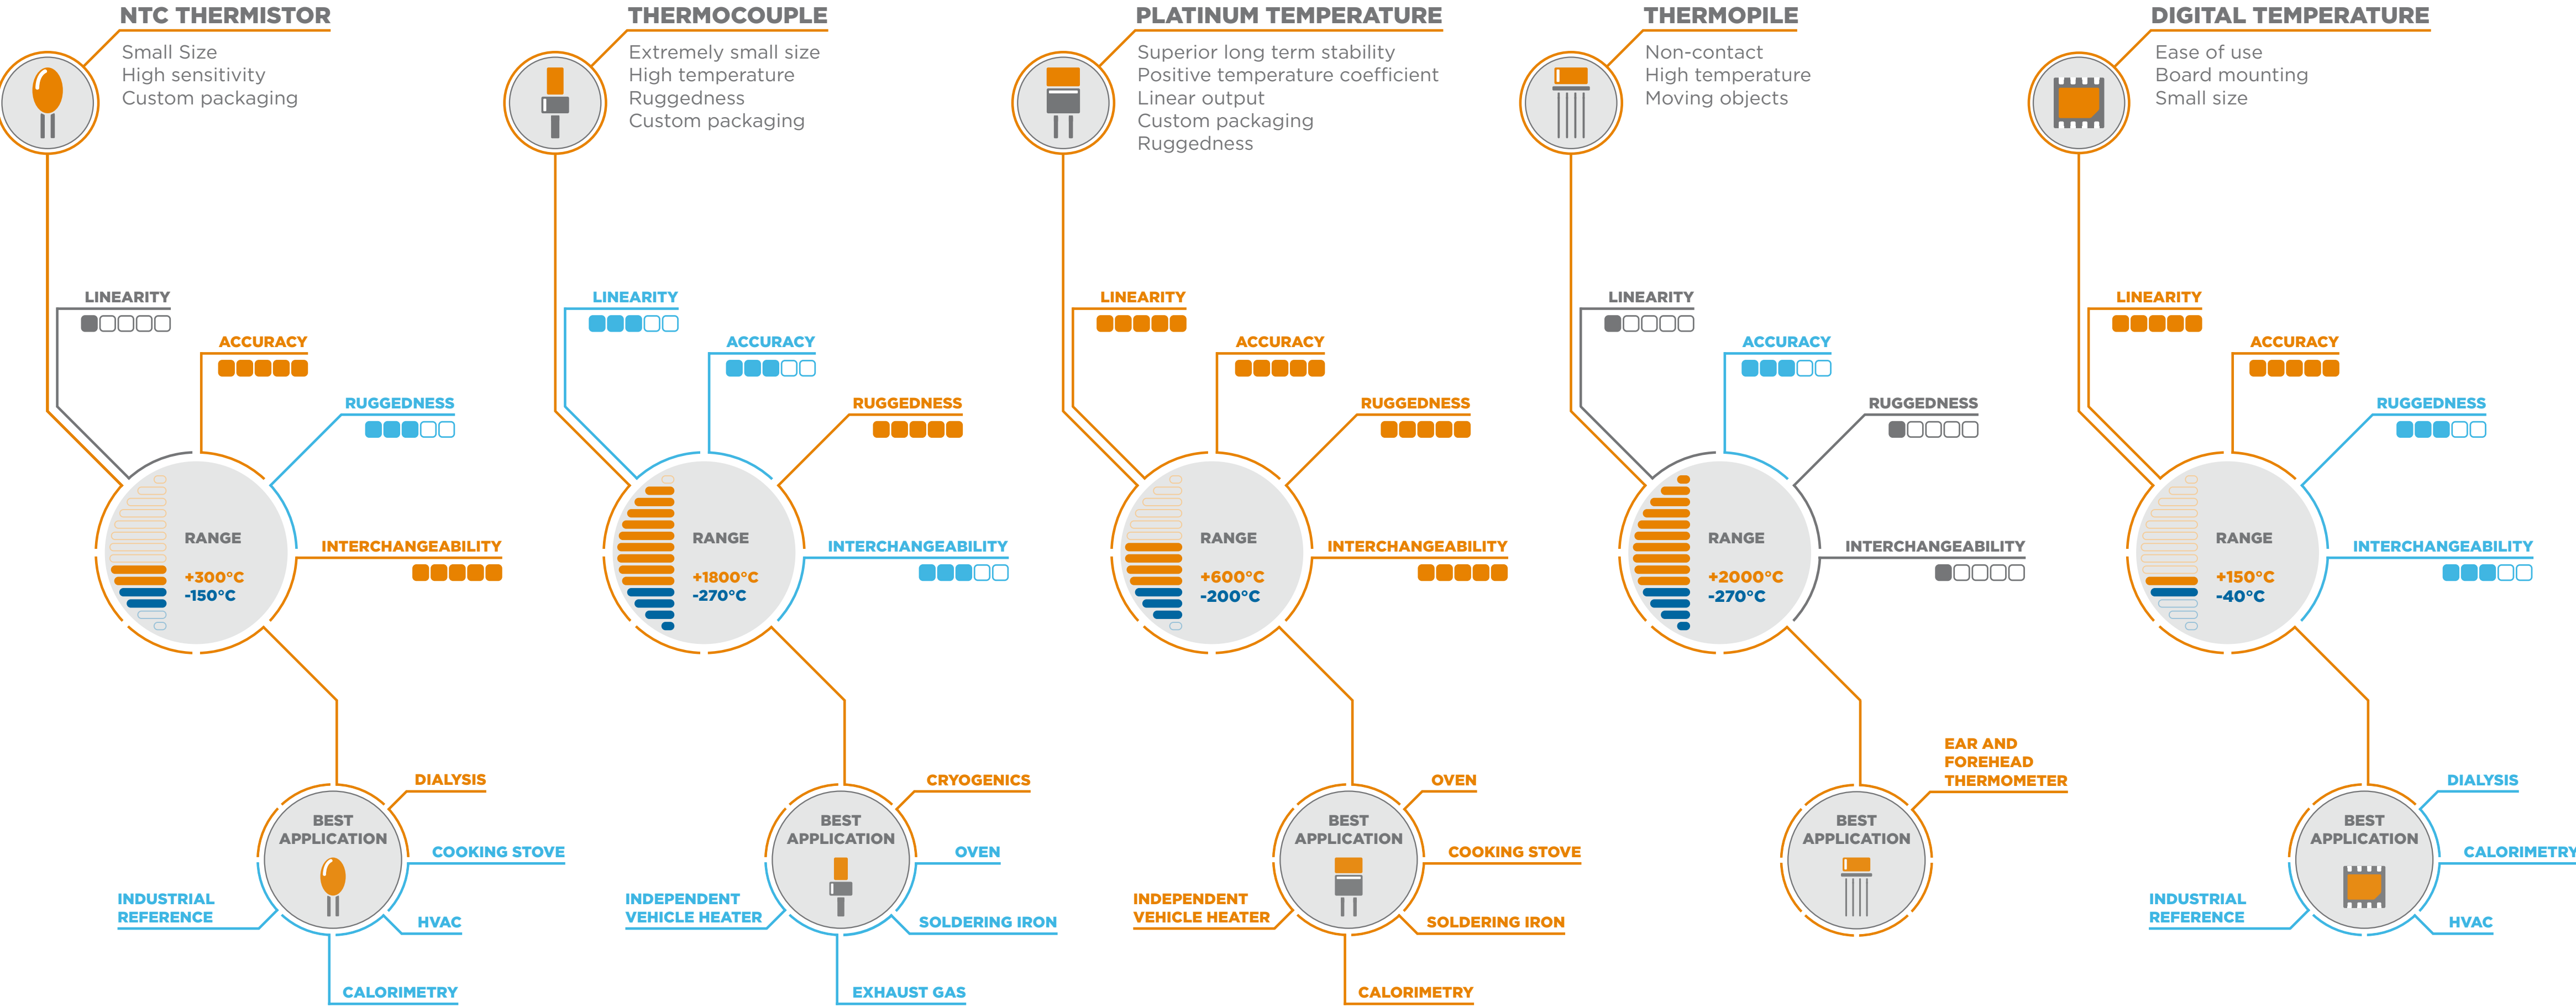 NTC THERMISTOR
Small Size
High sensitivity
Custom packaging
LINEARITY
ACCURACY
RUGGEDNESS
INTERCHANGEABILITY
RANGE
+300°C
-150°C
BEST
APPLICATION
DIALYSIS
COOKING STOVE
HVAC
CALORIMETRY
INDUSTRIAL
REFERENCE
THERMOCOUPLE
Extremely small size
High temperature
Ruggedness
Custom packaging
LINEARITY
ACCURACY
RUGGEDNESS
INTERCHANGEABILITY
RANGE
+1800°C
-270°C
BEST
APPLICATION
CRYOGENICS
OVEN
SOLDERING IRON
EXHAUST GAS
INDEPENDENT
VEHICLE HEATER
PLATINUM TEMPERATURE
Superior long term stability
Positive temperature coefficient
Linear output
Custom packaging
Ruggedness
LINEARITY
ACCURACY
RUGGEDNESS
INTERCHANGEABILITY
RANGE
+600°C
-200°C
BEST
APPLICATION
OVEN
COOKING STOVE
SOLDERING IRON
CALORIMETRY
INDEPENDENT
VEHICLE HEATER
THERMOPILE
Non-contact
High temperature
Moving objects
LINEARITY
ACCURACY
RUGGEDNESS
INTERCHANGEABILITY
RANGE
+2000°C
-270°C
BEST
APPLICATION
EAR AND
FOREHEAD
THERMOMETER
DIGITAL TEMPERATURE
Ease of use
Board mounting
Small size
LINEARITY
ACCURACY
RUGGEDNESS
INTERCHANGEABILITY
RANGE
+150°C
-40°C
BEST
APPLICATION
DIALYSIS
CALORIMETRY
HVAC
INDUSTRIAL
REFERENCE